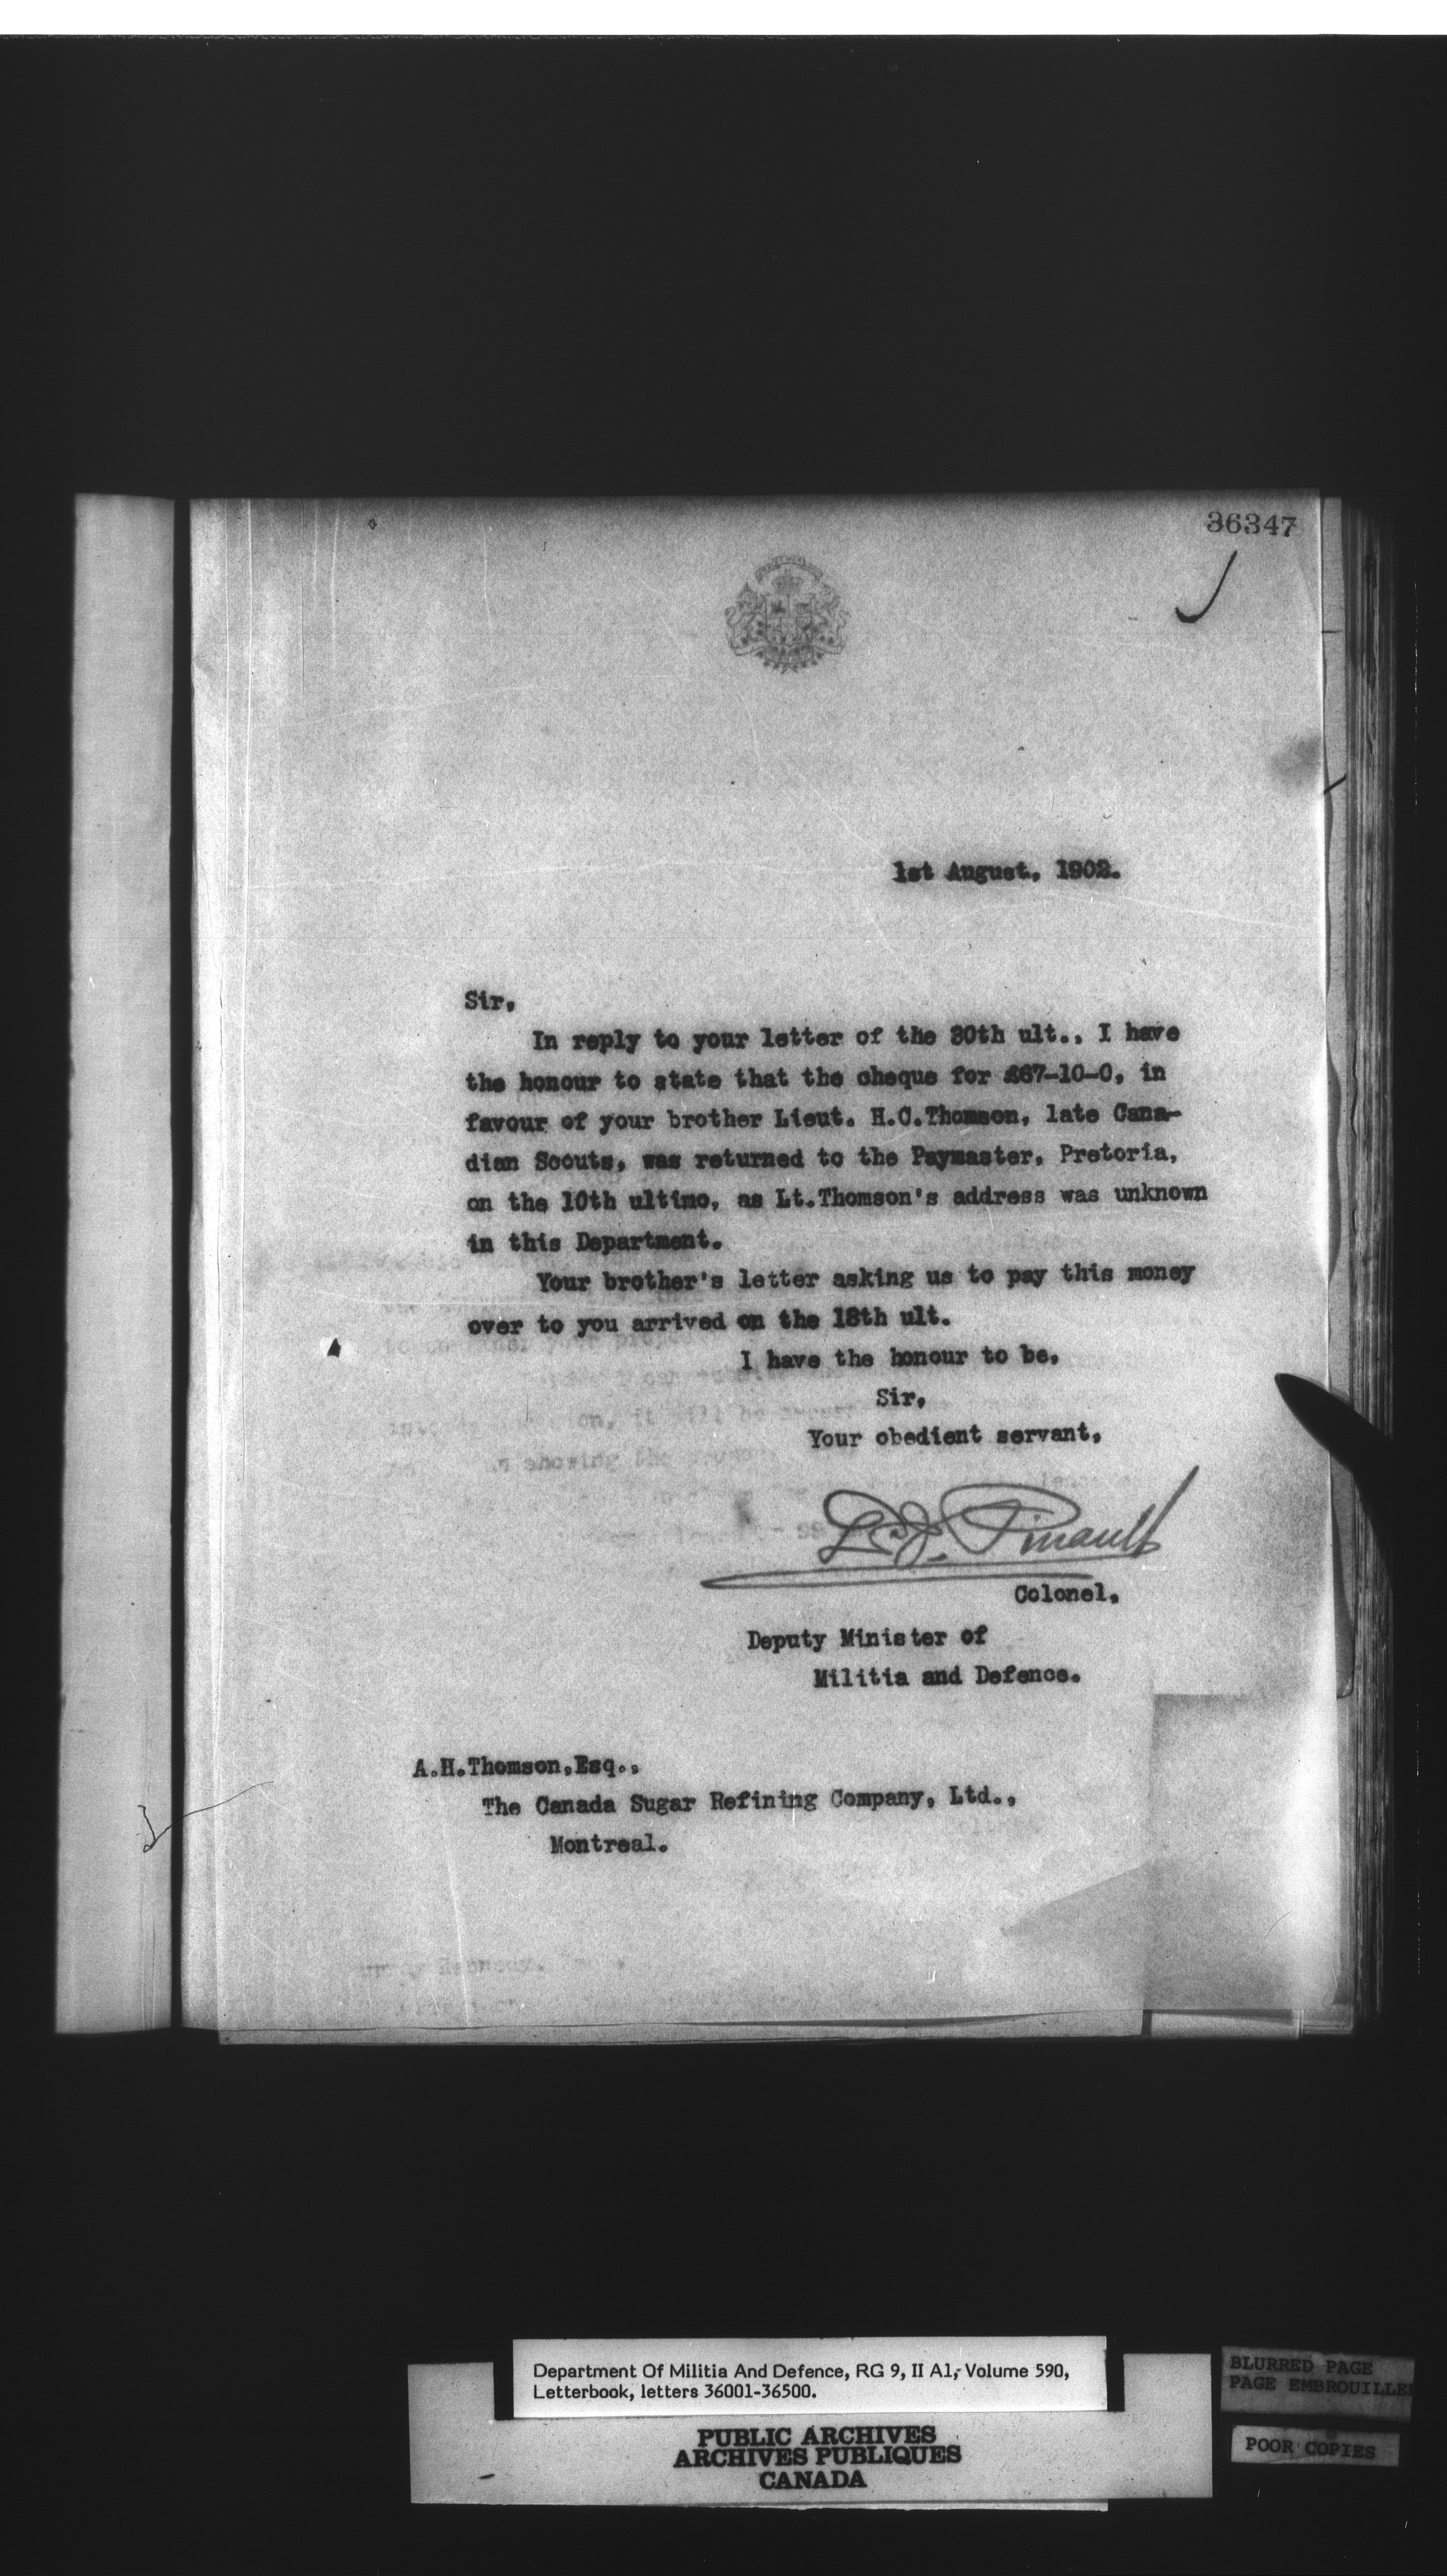 36347
1st August, 1902.
Sir,
In reply to your letter of the 30th ult., I have
the honour to state that the cheque for £67-10-0, in
favour of your brother Lieut. H.C.Thomson, late Cana-
dian Scouts, was returned to the Paymaster, Pretoria,
on the 10th ultimo, as Lt.Thomson's address was unknown
in this Department.
Your brother's letter asking us to pay this money
over to you arrived on the 18th ult.
I have the honour to be,
Sir,
Your obedient servant,
L.F. Pinault
Colonel,
Deputy Minister of
Militia and Defence.
A.H.Thomson,Esq.,
The Canada Sugar Refining Company, Ltd.,
Montreal.
Department Of Militia And Defence, RG 9, II A1, Volume 590,
Letterbook, letters 36001-36500.
PUBLIC ARCHIVES
ARCHIVES PUBLIQUES
CANADA
BLURRED PAGE
PAGE EMBROUILLEE
POOR COPIES